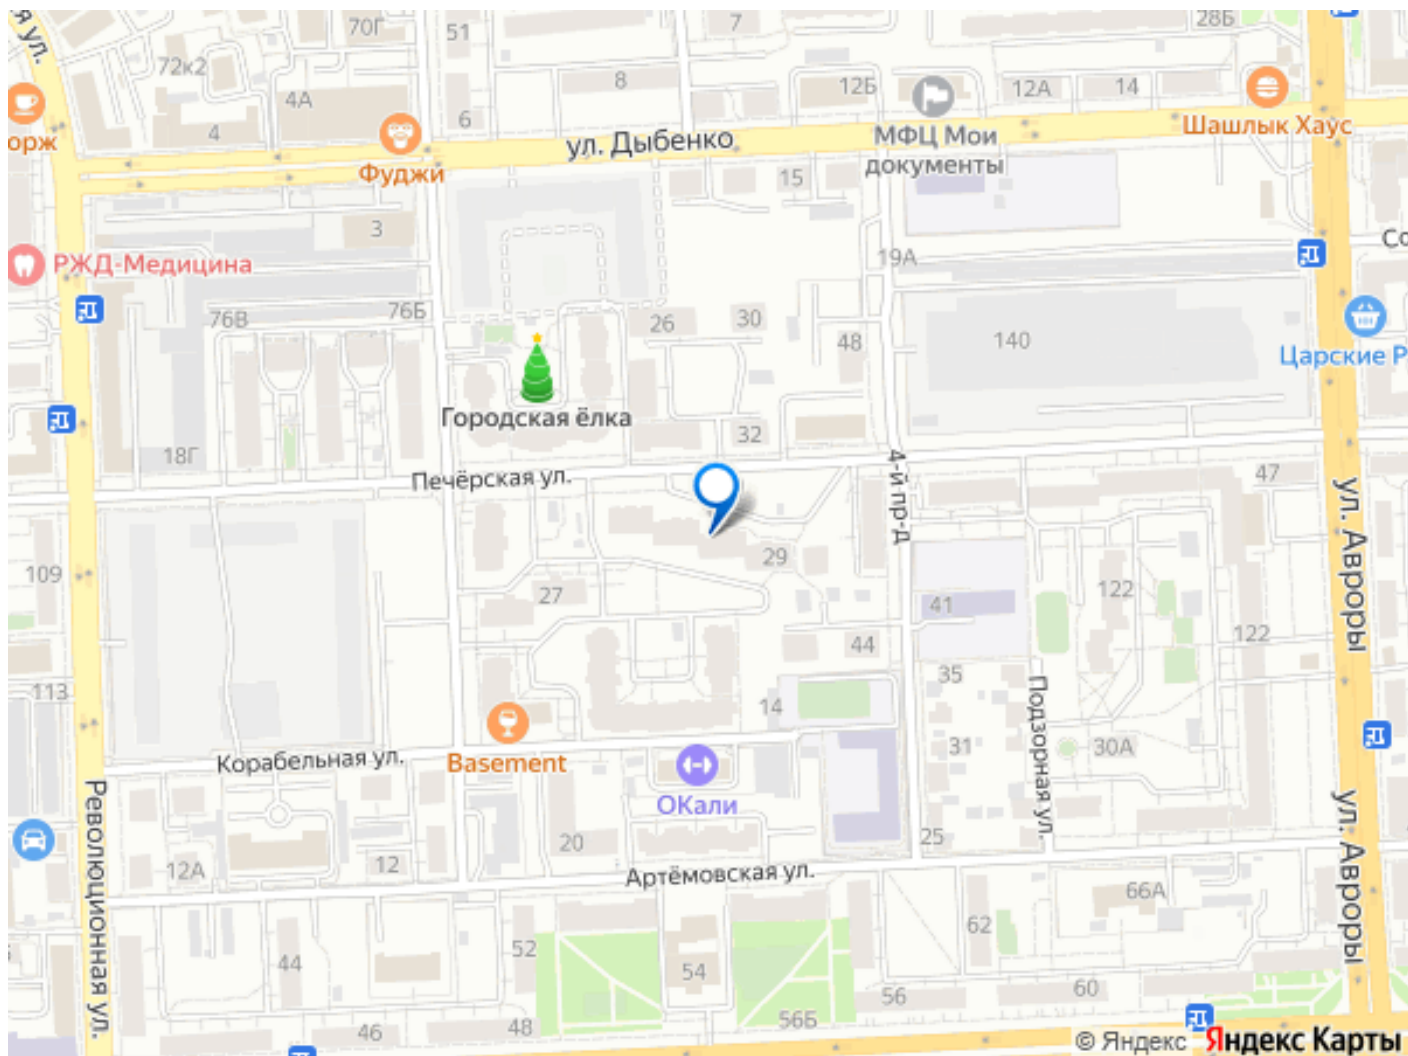 я ул.
70Г
51
7
28Б
72к2
4А
8
12Б
12А
14
4
6
орж
Фуджи
ул. Дыбенко
МФЦ Мои
документы
Шашлык Хаус
15
3
РЖД-Медицина
19А
Со
76В
76Б
26
30
48
140
Царские Р
Городская ёлка
32
18Г
Печёрская ул.
4-й пр-д
47
ул. Авроры
109
29
27
122
41
122
44
113
35
14
Подзорная ул.
31
30А
Корабельная ул.
Basement
ОКали
Революционная ул.
ул. Авроры
20
25
12А
12
Артёмовская ул.
66А
62
52
44
54
56
60
46
48
56Б
© Яндекс Яндекс Карты